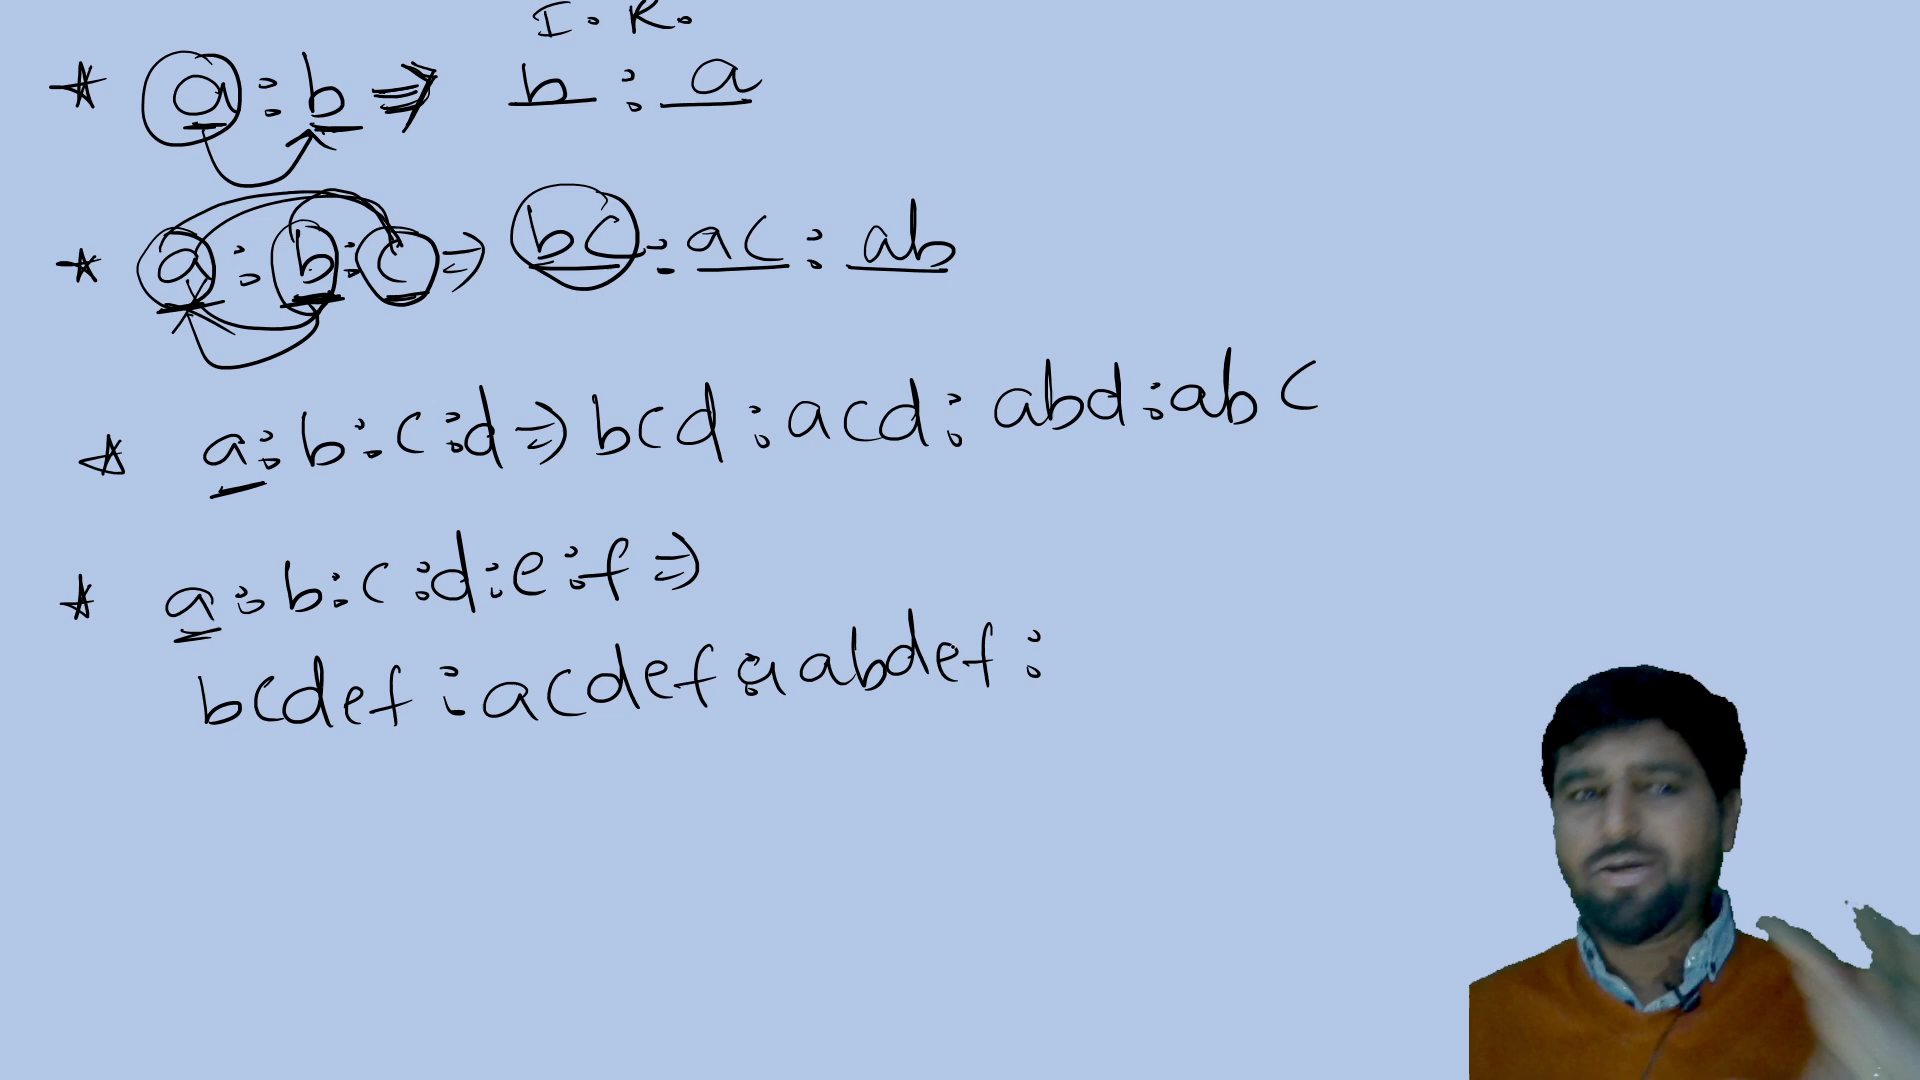 I. R.
* a : b ⇒ b : a
* a : b : c ⇒ bc : ac : ab
* a : b : c : d ⇒ bcd : acd : abd : abc
* a : b : c : d : e : f ⇒
bcdef : acdef : abdef :